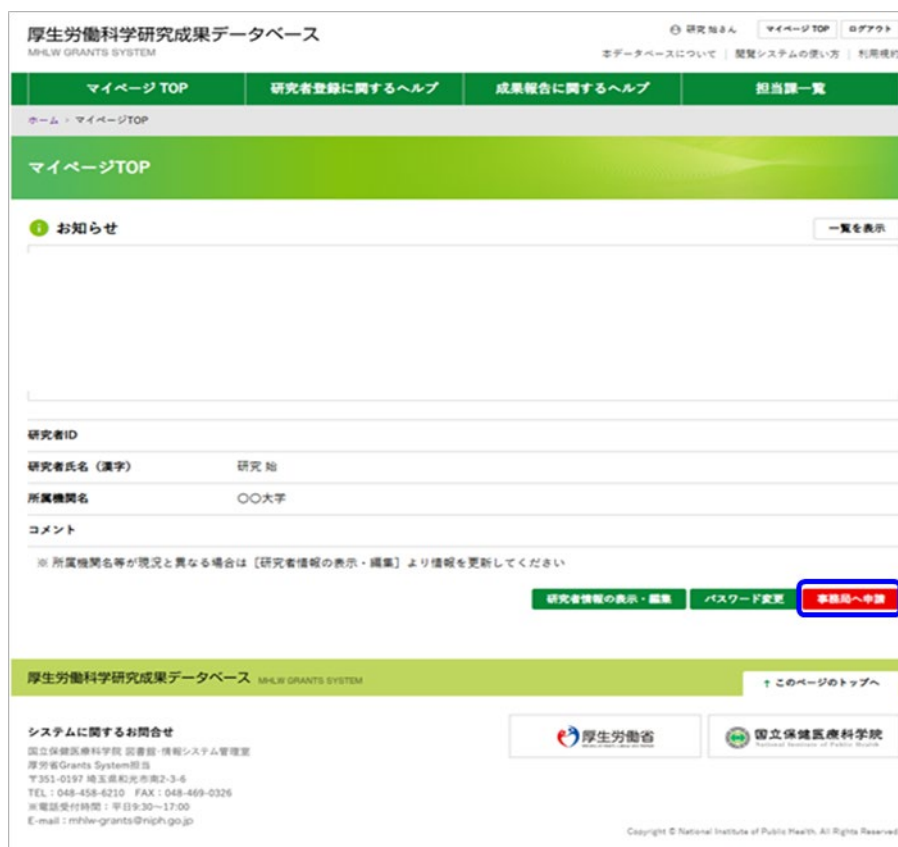 厚生労働科学研究成果データベース
MHLW GRANTS SYSTEM
研究 始さん
マイページ TOP
ログアウト
本データベースについて | 閲覧システムの使い方 | 利用規約
マイページ TOP
研究者登録に関するヘルプ
成果報告に関するヘルプ
担当課一覧
ホーム › マイページTOP
マイページTOP
お知らせ
一覧を表示
研究者ID
研究者氏名（漢字） 研究 始
所属機関名 〇〇大学
コメント
※ 所属機関名等が現況と異なる場合は［研究者情報の表示・編集］より情報を更新してください
研究者情報の表示・編集
パスワード変更
事務局へ申請
厚生労働科学研究成果データベース MHLW GRANTS SYSTEM
↑ このページのトップへ
システムに関するお問合せ
国立保健医療科学院 図書館・情報システム管理室
厚労省Grants System担当
〒351-0197 埼玉県和光市南2-3-6
TEL：048-458-6210 FAX：048-469-0326
※電話受付時間：平日9:30～17:00
E-mail：mhlw-grants@niph.go.jp
厚生労働省
国立保健医療科学院
National Institute of Public Health
Copyright © National Institute of Public Health. All Rights Reserved